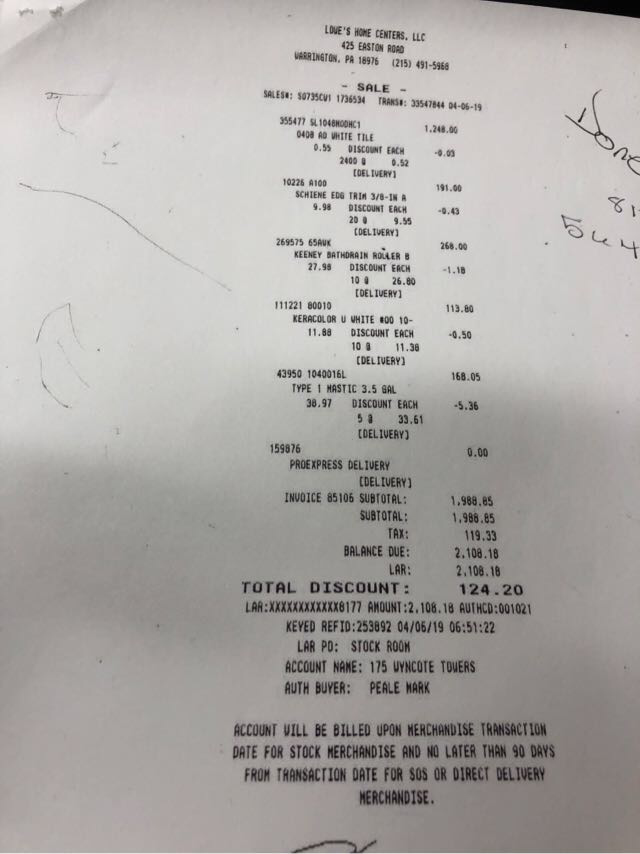 LOWE'S HOME CENTERS, LLC
425 EASTON ROAD
WARRINGTON, PA 18976 (215) 491-5968
- SALE -
SALES#: S0735CW1 1736534 TRANS#: 33547844 04-06-19
355477 SL1048MODHC1 1,248.00
0408 AO WHITE TILE
0.55 DISCOUNT EACH -0.03
2400 @ 0.52
[DELIVERY]
10226 A100 191.00
SCHIENE EDG TRIM 3/8-IN A
9.98 DISCOUNT EACH -0.43
20 @ 9.55
[DELIVERY]
269575 65AWK 268.00
KEENEY BATHDRAIN ROLLER B
27.98 DISCOUNT EACH -1.18
10 @ 26.80
[DELIVERY]
111221 80010 113.80
KERACOLOR U WHITE #00 10-
11.88 DISCOUNT EACH -0.50
10 @ 11.38
[DELIVERY]
43950 1040016L 168.05
TYPE 1 MASTIC 3.5 GAL
38.97 DISCOUNT EACH -5.36
5 @ 33.61
[DELIVERY]
159876 0.00
PROEXPRESS DELIVERY
[DELIVERY]
INVOICE 85106 SUBTOTAL: 1,988.85
SUBTOTAL: 1,988.85
TAX: 119.33
BALANCE DUE: 2,108.18
LAR: 2,108.18
TOTAL DISCOUNT: 124.20
LAR:XXXXXXXXXXXX8177 AMOUNT:2,108.18 AUTHCD:001021
KEYED REFID:253892 04/06/19 06:51:22
LAR PO: STOCK ROOM
ACCOUNT NAME: 175 WYNCOTE TOWERS
AUTH BUYER: PEALE MARK
ACCOUNT WILL BE BILLED UPON MERCHANDISE TRANSACTION
DATE FOR STOCK MERCHANDISE AND NO LATER THAN 90 DAYS
FROM TRANSACTION DATE FOR SOS OR DIRECT DELIVERY
MERCHANDISE.